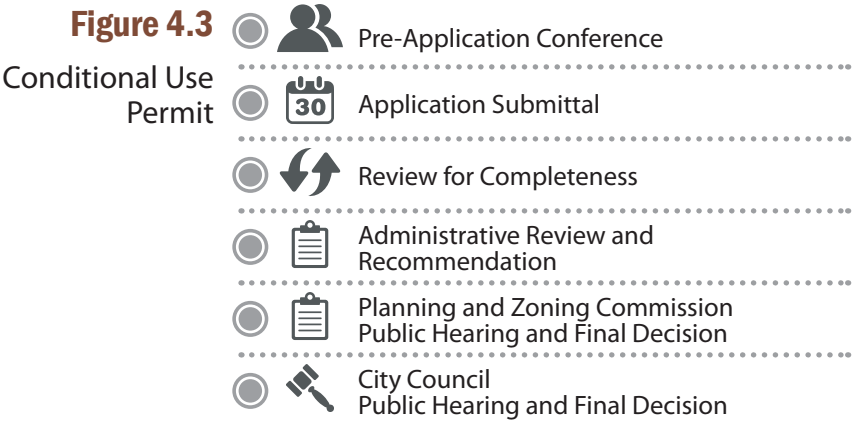 Figure 4.3
Conditional Use
Permit
Pre-Application Conference
30
Application Submittal
Review for Completeness
Administrative Review and
Recommendation
Planning and Zoning Commission
Public Hearing and Final Decision
City Council
Public Hearing and Final Decision